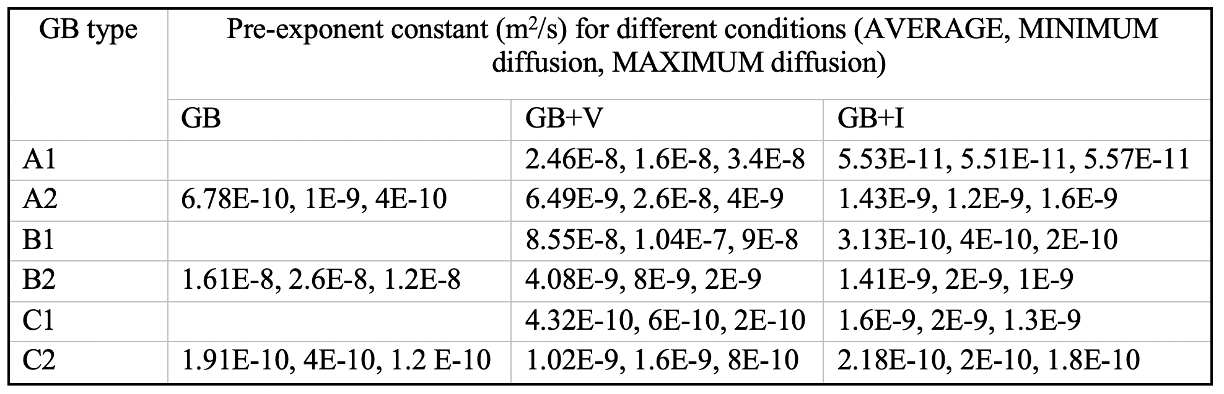 GB type Pre-exponent constant (m²/s) for different conditions (AVERAGE, MINIMUM
diffusion, MAXIMUM diffusion)
GB GB+V GB+I
A1 2.46E-8, 1.6E-8, 3.4E-8 5.53E-11, 5.51E-11, 5.57E-11
A2 6.78E-10, 1E-9, 4E-10 6.49E-9, 2.6E-8, 4E-9 1.43E-9, 1.2E-9, 1.6E-9
B1 8.55E-8, 1.04E-7, 9E-8 3.13E-10, 4E-10, 2E-10
B2 1.61E-8, 2.6E-8, 1.2E-8 4.08E-9, 8E-9, 2E-9 1.41E-9, 2E-9, 1E-9
C1 4.32E-10, 6E-10, 2E-10 1.6E-9, 2E-9, 1.3E-9
C2 1.91E-10, 4E-10, 1.2 E-10 1.02E-9, 1.6E-9, 8E-10 2.18E-10, 2E-10, 1.8E-10